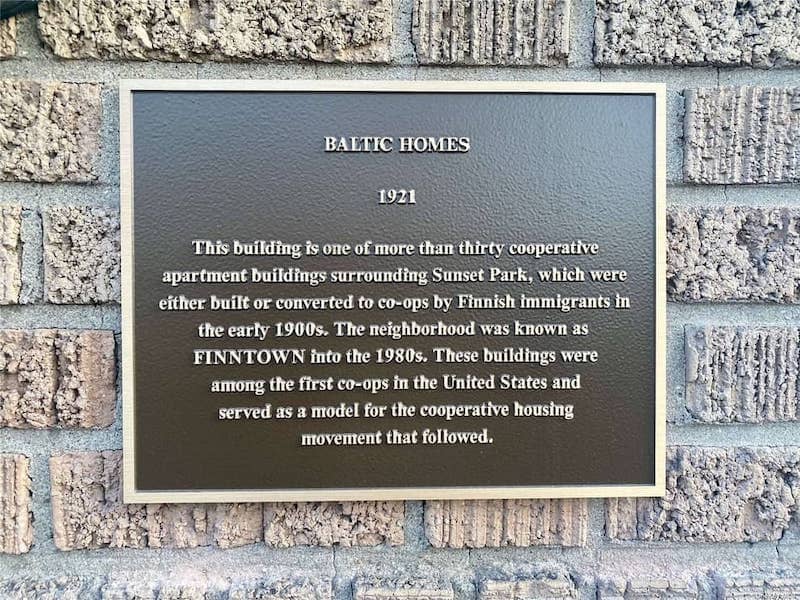 BALTIC HOMES
1921
This building is one of more than thirty cooperative
apartment buildings surrounding Sunset Park, which were
either built or converted to co-ops by Finnish immigrants in
the early 1900s. The neighborhood was known as
FINNTOWN into the 1980s. These buildings were
among the first co-ops in the United States and
served as a model for the cooperative housing
movement that followed.